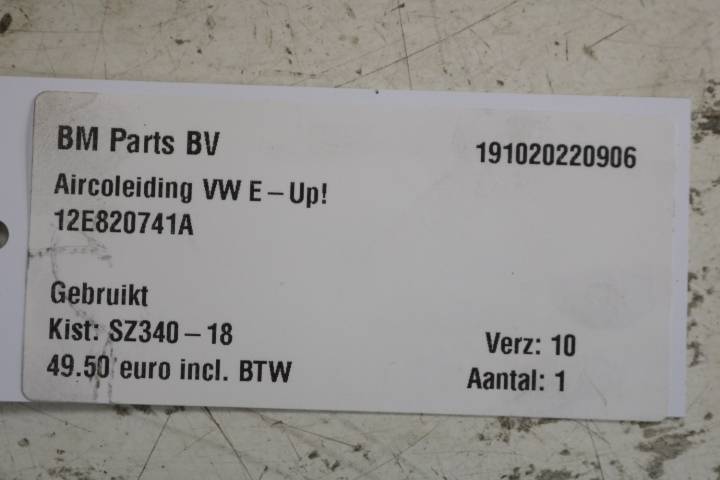 BM Parts BV
191020220906
Aircoleiding VW E-Up!
12E820741A
Gebruikt
Kist: SZ340-18
Verz: 10
49.50 euro incl. BTW
Aantal: 1